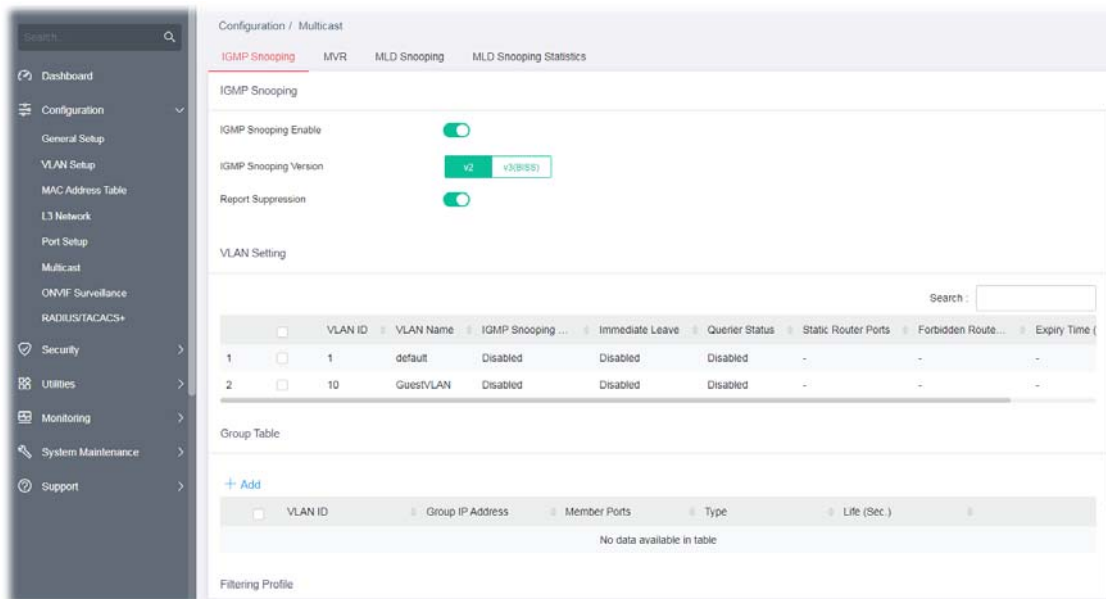 Search...
Dashboard
Configuration
General Setup
VLAN Setup
MAC Address Table
L3 Network
Port Setup
Multicast
ONVIF Surveillance
RADIUS/TACACS+
Security
Utilities
Monitoring
System Maintenance
Support
Configuration / Multicast
IGMP Snooping MVR MLD Snooping MLD Snooping Statistics
IGMP Snooping
IGMP Snooping Enable
IGMP Snooping Version v2 v3(BISS)
Report Suppression
VLAN Setting
Search :
VLAN ID VLAN Name IGMP Snooping ... Immediate Leave Querier Status Static Router Ports Forbidden Route... Expiry Time (
1 1 default Disabled Disabled Disabled - - -
2 10 GuestVLAN Disabled Disabled Disabled - - -
Group Table
+ Add
VLAN ID Group IP Address Member Ports Type Life (Sec.)
No data available in table
Filtering Profile